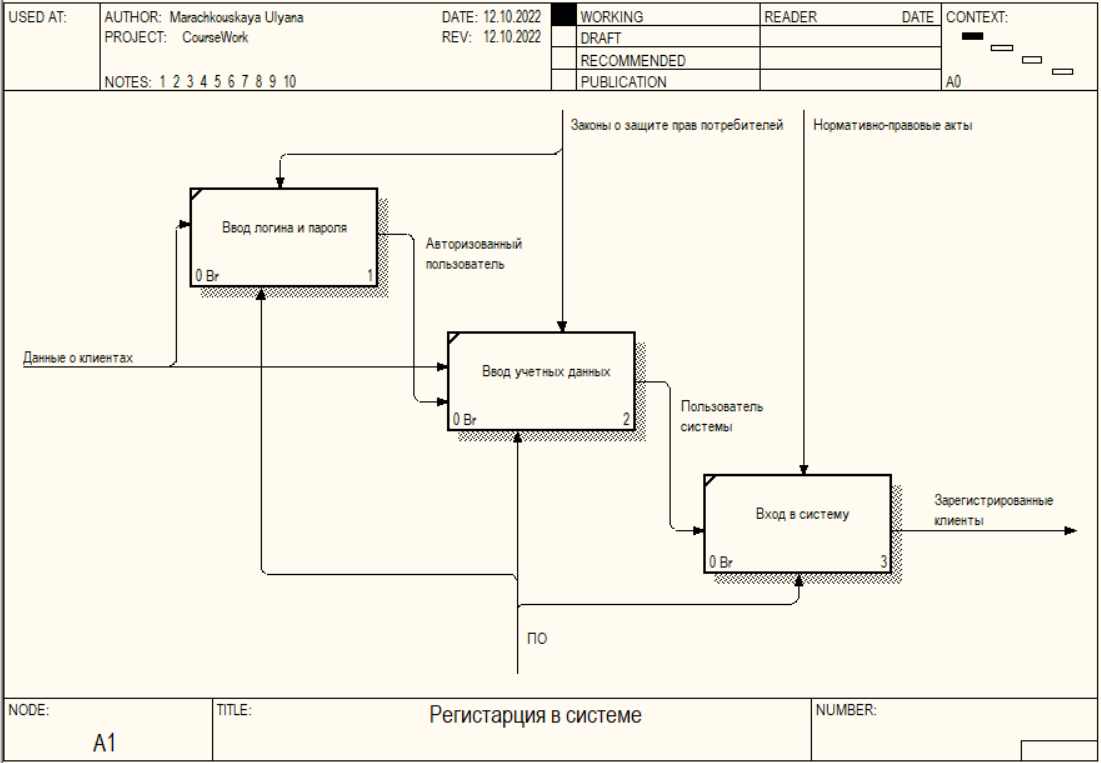 USED AT:
AUTHOR: Marachkouskaya Ulyana
DATE: 12.10.2022
PROJECT: CourseWork
REV: 12.10.2022
NOTES: 1 2 3 4 5 6 7 8 9 10
WORKING
DRAFT
RECOMMENDED
PUBLICATION
READER
DATE
CONTEXT:
A0
Законы о защите прав потребителей
Нормативно-правовые акты
Ввод логина и пароля
0 Br
1
Авторизованный
пользователь
Данные о клиентах
Ввод учетных данных
0 Br
2
Пользователь
системы
Вход в систему
0 Br
3
Зарегистрированные
клиенты
ПО
NODE:
A1
TITLE:
Регистарция в системе
NUMBER: